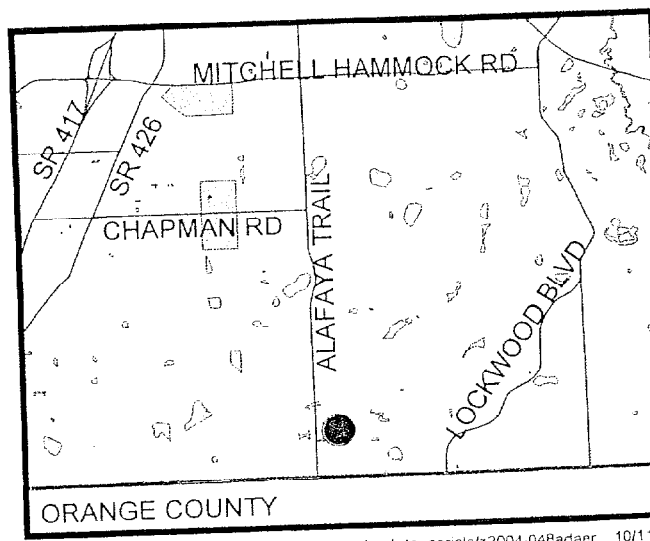 MITCHELL HAMMOCK RD
SR 417
SR 426
CHAPMAN RD
ALAFAYA TRAIL
LOCKWOOD BLVD
ORANGE COUNTY